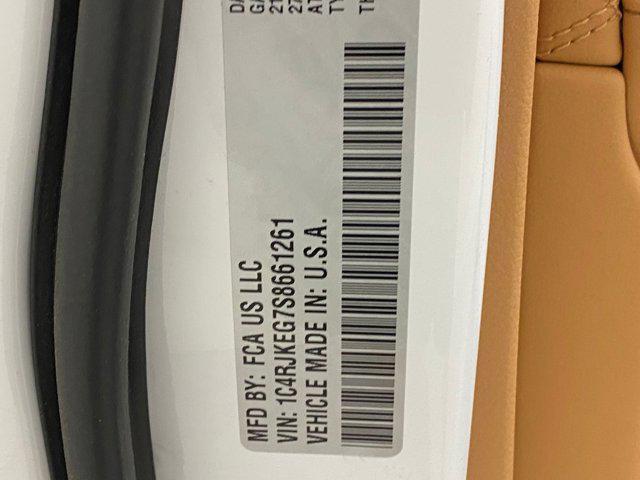 MFD BY: FCA US LLC
VIN: 1C4RJKEG7S8661261
VEHICLE MADE IN: U.S.A.